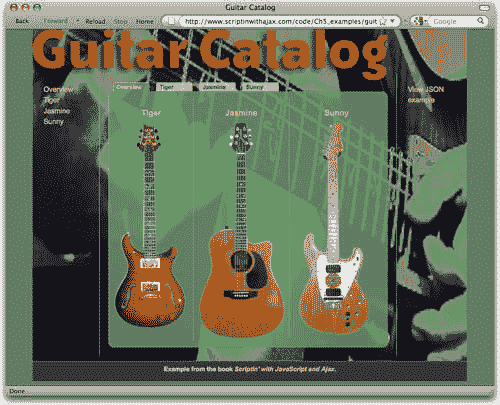 Guitar Catalog
Back Forward Reload Stop Home
http://www.scriptinwithajax.com/code/Ch5_examples/guit
Google
Guitar Catalog
Overview
Tiger
Jasmine
Sunny
Overview Tiger Jasmine Sunny
View JSON
example
Tiger Jasmine Sunny
Example from the book Scriptin' with JavaScript and Ajax.
Done